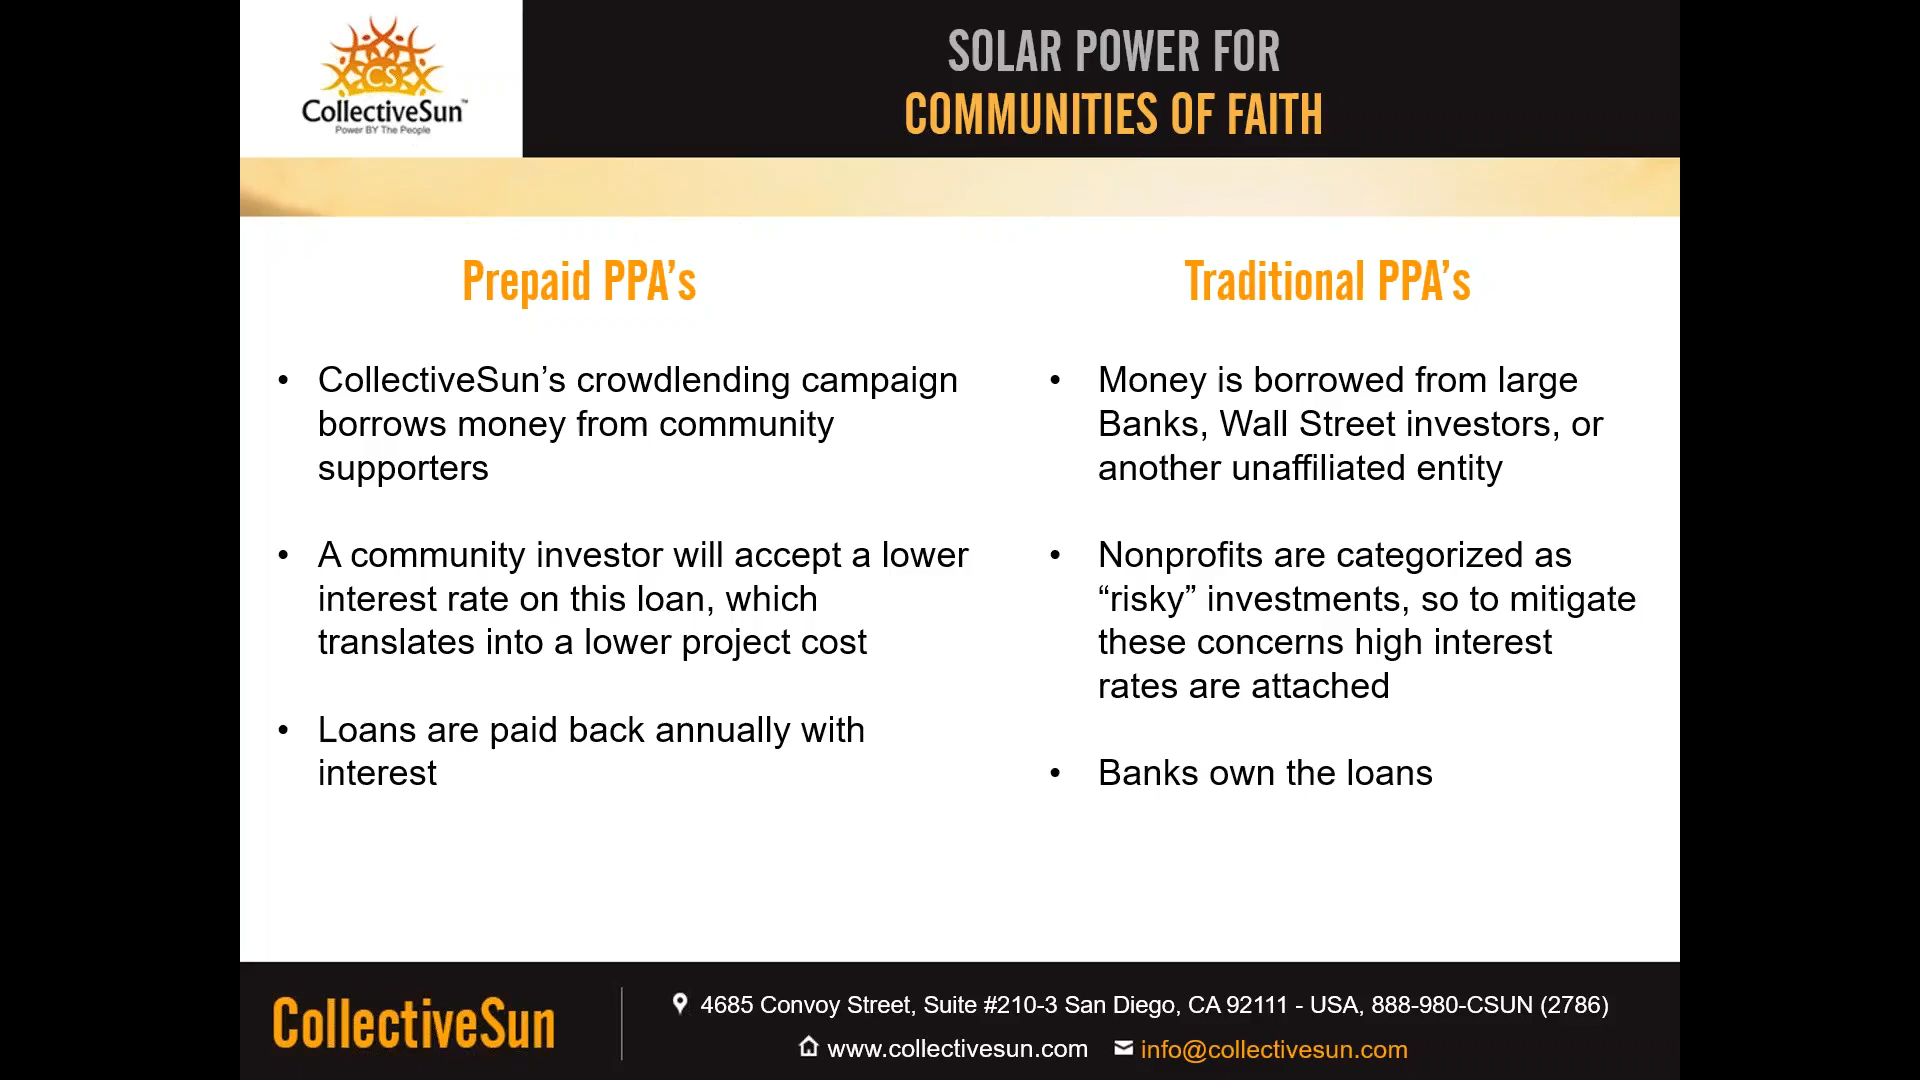 CS
CollectiveSun™
Power BY The People
SOLAR POWER FOR
COMMUNITIES OF FAITH
Prepaid PPA’s
• CollectiveSun’s crowdlending campaign
borrows money from community
supporters
• A community investor will accept a lower
interest rate on this loan, which
translates into a lower project cost
• Loans are paid back annually with
interest
Traditional PPA’s
• Money is borrowed from large
Banks, Wall Street investors, or
another unaffiliated entity
• Nonprofits are categorized as
“risky” investments, so to mitigate
these concerns high interest
rates are attached
• Banks own the loans
CollectiveSun
4685 Convoy Street, Suite #210-3 San Diego, CA 92111 - USA, 888-980-CSUN (2786)
www.collectivesun.com info@collectivesun.com